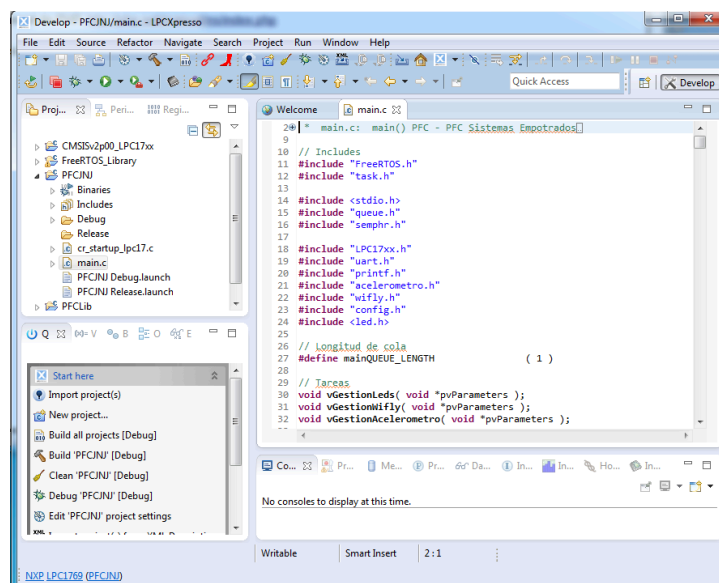 Develop - PFCJNJ/main.c - LPCXpresso
File Edit Source Refactor Navigate Search Project Run Window Help
Quick Access
Develop
Proj...
Peri...
Regi...
CMSISv2p00_LPC17xx
FreeRTOS_Library
PFCJNJ
Binaries
Includes
Debug
Release
cr_startup_lpc17.c
main.c
PFCJNJ Debug.launch
PFCJNJ Release.launch
PFCLib
Welcome
main.c
2 * main.c: main() PFC - PFC Sistemas Empotrados
9
10 // Includes
11 #include "FreeRTOS.h"
12 #include "task.h"
13
14 #include <stdio.h>
15 #include "queue.h"
16 #include "semphr.h"
17
18 #include "LPC17xx.h"
19 #include "uart.h"
20 #include "printf.h"
21 #include "acelerometro.h"
22 #include "wifly.h"
23 #include "config.h"
24 #include <led.h>
25
26 // Longitud de cola
27 #define mainQUEUE_LENGTH ( 1 )
28
29 // Tareas
30 void vGestionLeds( void *pvParameters );
31 void vGestionWifly( void *pvParameters );
32 void vGestionAcelerometro( void *pvParameters );
Q
(x)= V
B
O
E
Start here
Import project(s)
New project...
Build all projects [Debug]
Build 'PFCJNJ' [Debug]
Clean 'PFCJNJ' [Debug]
Debug 'PFCJNJ' [Debug]
Edit 'PFCJNJ' project settings
Co...
Pr...
Me...
Pr...
Da...
In...
In...
Ho...
In...
No consoles to display at this time.
Writable
Smart Insert
2 : 1
NXP LPC1769 (PFCJNJ)